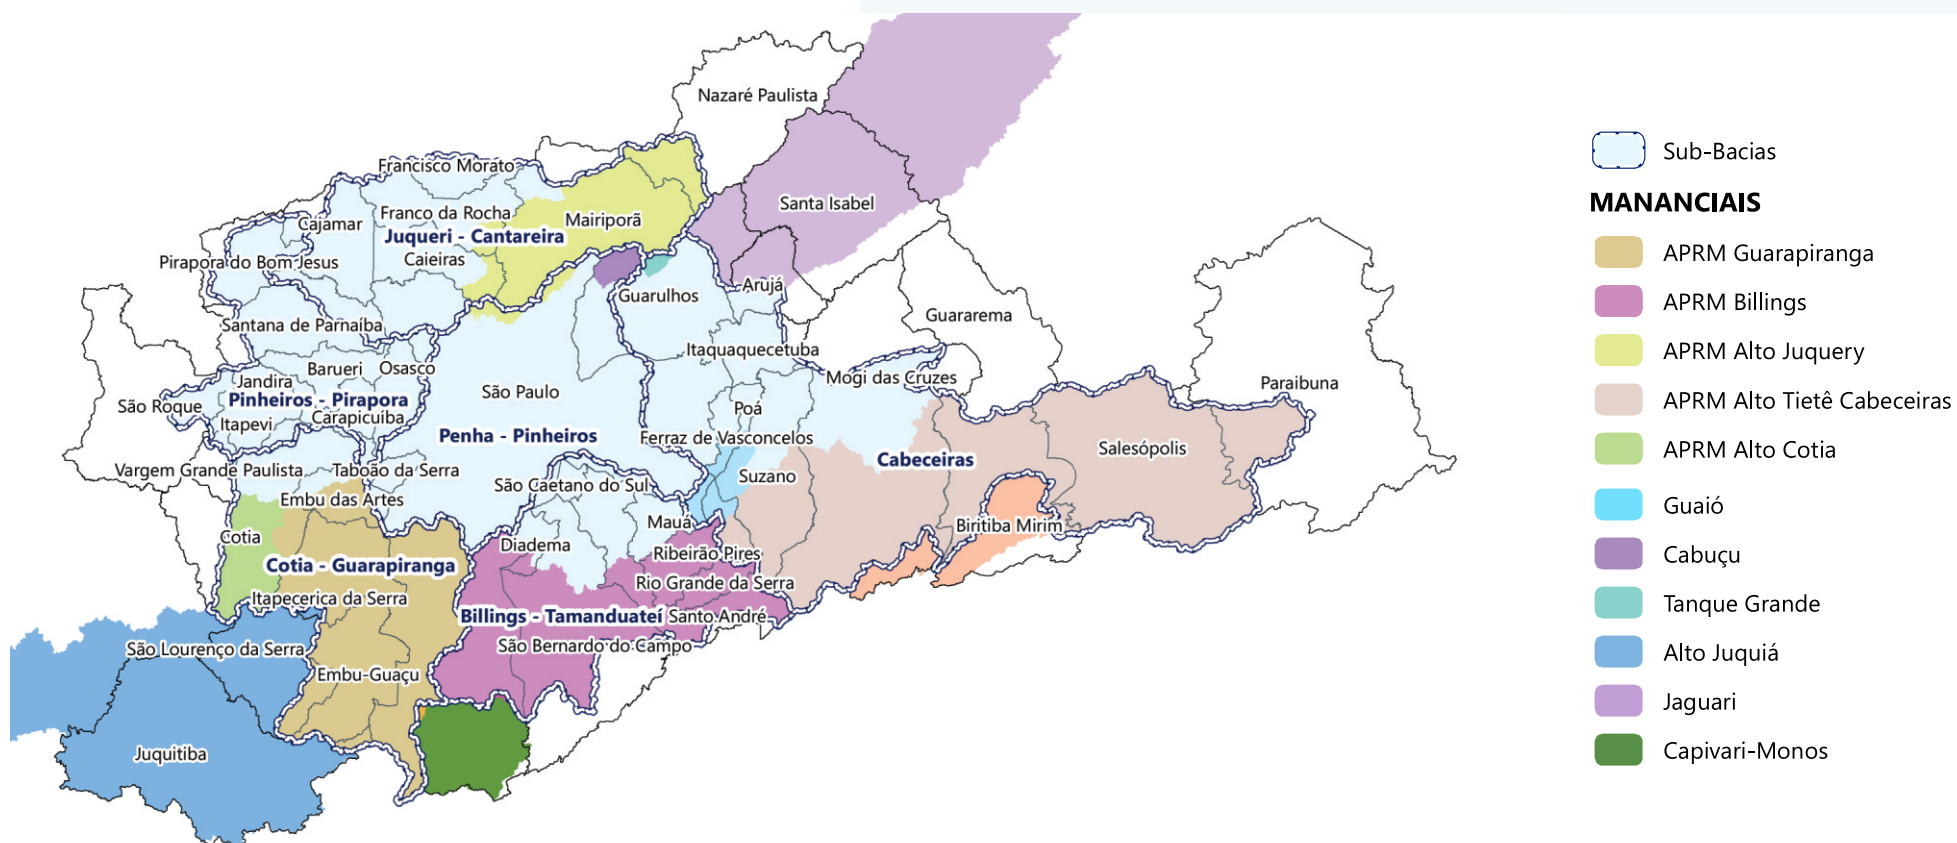 Nazaré Paulista
Francisco Morato
Santa Isabel
Franco da Rocha
Mairiporã
Cajamar
Juqueri - Cantareira
Caieiras
Pirapora do Bom Jesus
Arujá
Guarulhos
Guararema
Santana de Parnaíba
Itaquaquecetuba
Barueri
Osasco
Jandira
Mogi das Cruzes
Paraibuna
São Paulo
Pinheiros - Pirapora
São Roque
Poá
Carapicuíba
Itapevi
Penha - Pinheiros
Ferraz de Vasconcelos
Salesópolis
Cabeceiras
Vargem Grande Paulista
Taboão da Serra
Suzano
São Caetano do Sul
Embu das Artes
Mauá
Biritiba Mirim
Cotia
Diadema
Ribeirão Pires
Cotia - Guarapiranga
Rio Grande da Serra
Itapecerica da Serra
Billings - Tamanduateí
Santo André
São Bernardo do Campo
São Lourenço da Serra
Embu-Guaçu
Juquitiba
Sub-Bacias
MANANCIAIS
APRM Guarapiranga
APRM Billings
APRM Alto Juquery
APRM Alto Tietê Cabeceiras
APRM Alto Cotia
Guaió
Cabuçu
Tanque Grande
Alto Juquiá
Jaguari
Capivari-Monos